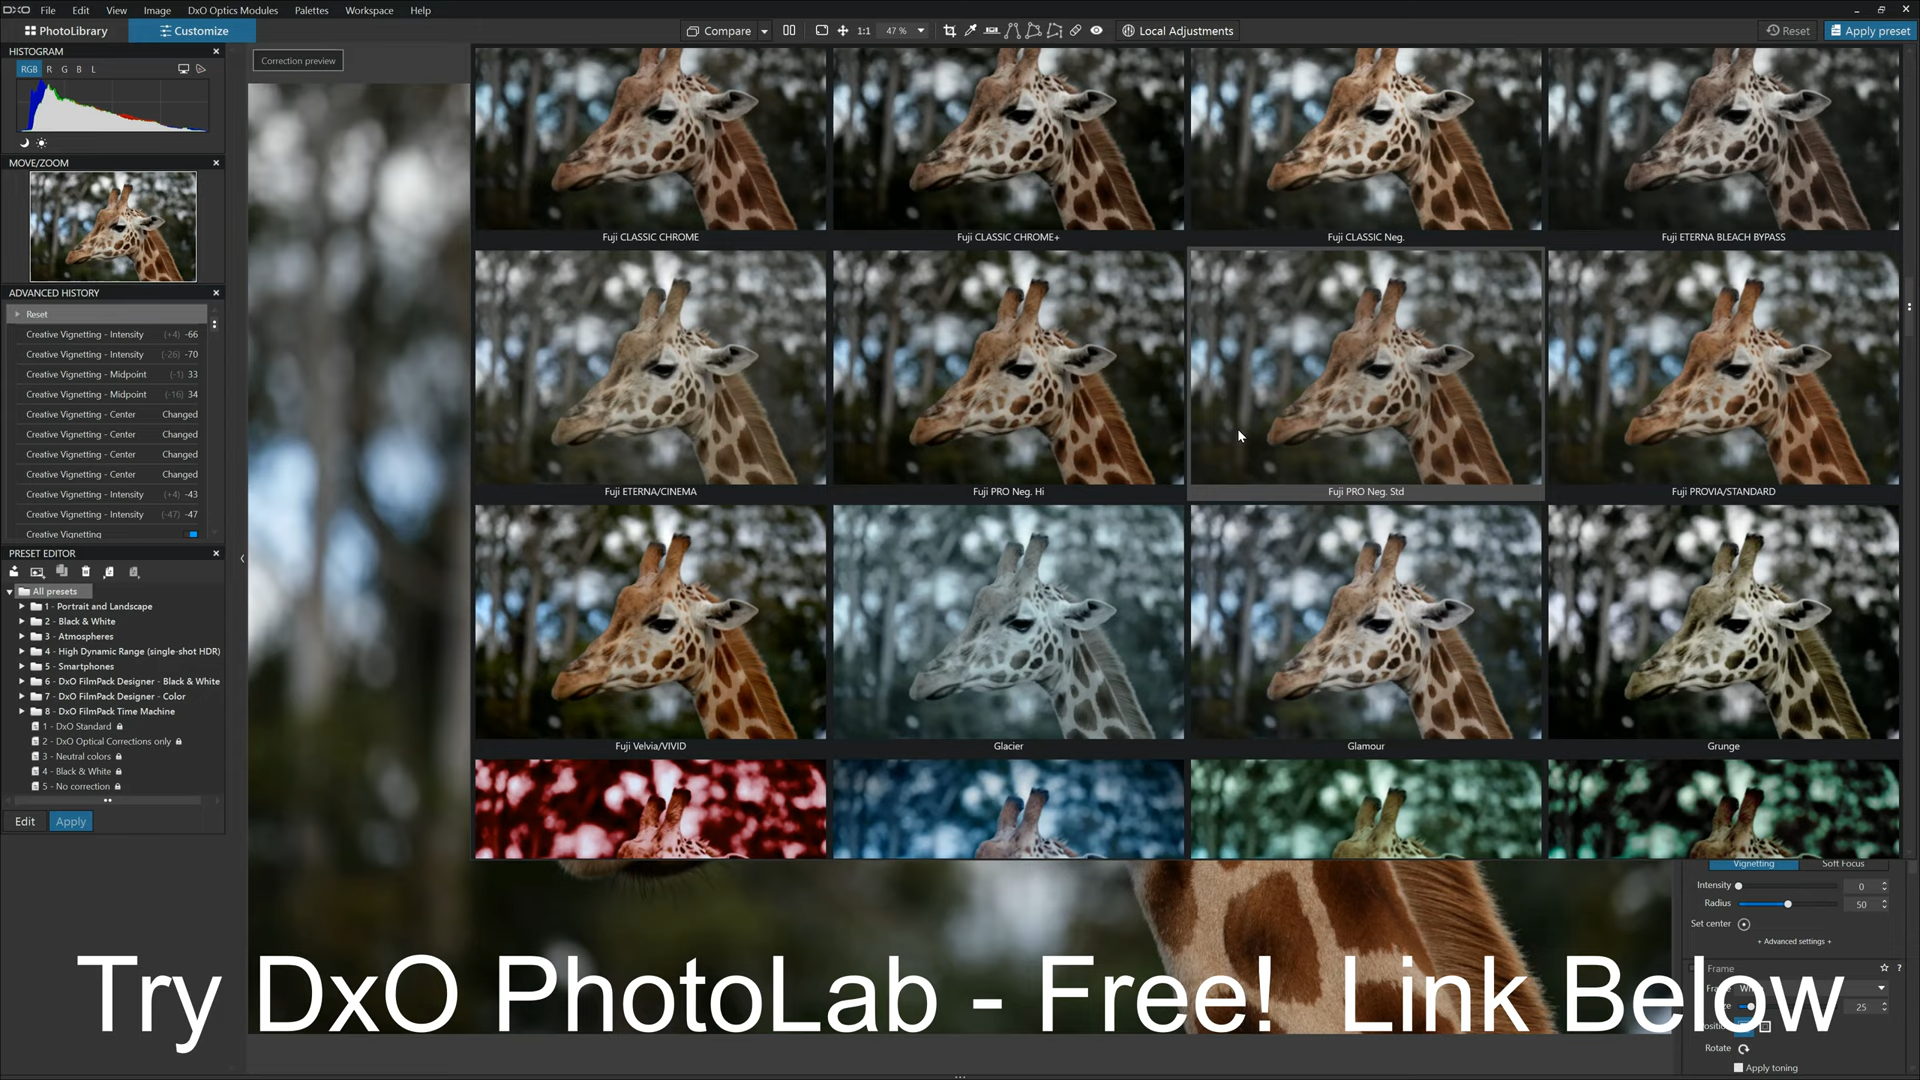 DxO File Edit View Image DxO Optics Modules Palettes Workspace Help
PhotoLibrary Customize Compare 1:1 47 % Local Adjustments Reset Apply preset
HISTOGRAM
RGB R G B L
MOVE/ZOOM
ADVANCED HISTORY
Reset
Creative Vignetting - Intensity (+4) -66
Creative Vignetting - Intensity (-26) -70
Creative Vignetting - Midpoint (-1) 33
Creative Vignetting - Midpoint (-16) 34
Creative Vignetting - Center Changed
Creative Vignetting - Center Changed
Creative Vignetting - Center Changed
Creative Vignetting - Center Changed
Creative Vignetting - Intensity (+4) -43
Creative Vignetting - Intensity (-47) -47
Creative Vignetting
PRESET EDITOR
All presets
1 - Portrait and Landscape
2 - Black & White
3 - Atmospheres
4 - High Dynamic Range (single-shot HDR)
5 - Smartphones
6 - DxO FilmPack Designer - Black & White
7 - DxO FilmPack Designer - Color
8 - DxO FilmPack Time Machine
1 - DxO Standard
2 - DxO Optical Corrections only
3 - Neutral colors
4 - Black & White
5 - No correction
Edit Apply
Correction preview
Fuji CLASSIC CHROME Fuji CLASSIC CHROME+ Fuji CLASSIC Neg. Fuji ETERNA BLEACH BYPASS
Fuji ETERNA/CINEMA Fuji PRO Neg. Hi Fuji PRO Neg. Std Fuji PROVIA/STANDARD
Fuji Velvia/VIVID Glacier Glamour Grunge
Vignetting Soft Focus
Intensity 0
Radius 50
Set center
+ Advanced settings +
Frame ?
25
Rotate
Apply toning
Try DxO PhotoLab - Free! Link Below